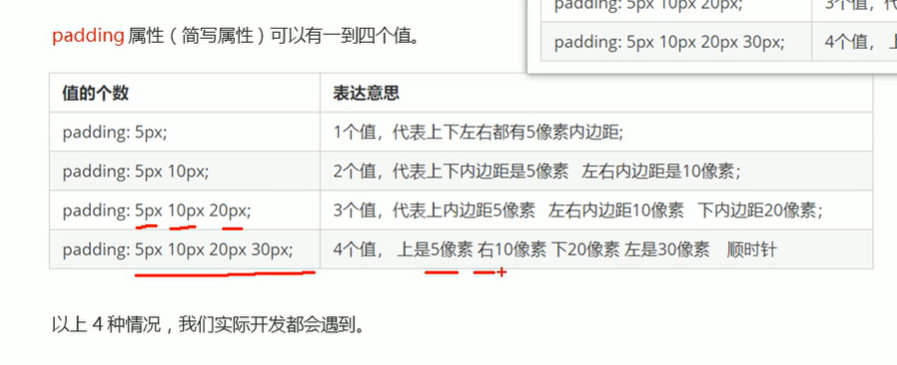 padding: 5px 10px 20px;
3个值，
padding: 5px 10px 20px 30px;
4个值， 上
padding 属性（简写属性）可以有一到四个值。
值的个数
表达意思
padding: 5px;
1个值，代表上下左右都有5像素内边距;
padding: 5px 10px;
2个值，代表上下内边距是5像素 左右内边距是10像素；
padding: 5px 10px 20px;
3个值，代表上内边距5像素 左右内边距10像素 下内边距20像素；
padding: 5px 10px 20px 30px;
4个值， 上是5像素 右10像素 下20像素 左是30像素 顺时针
以上 4 种情况，我们实际开发都会遇到。